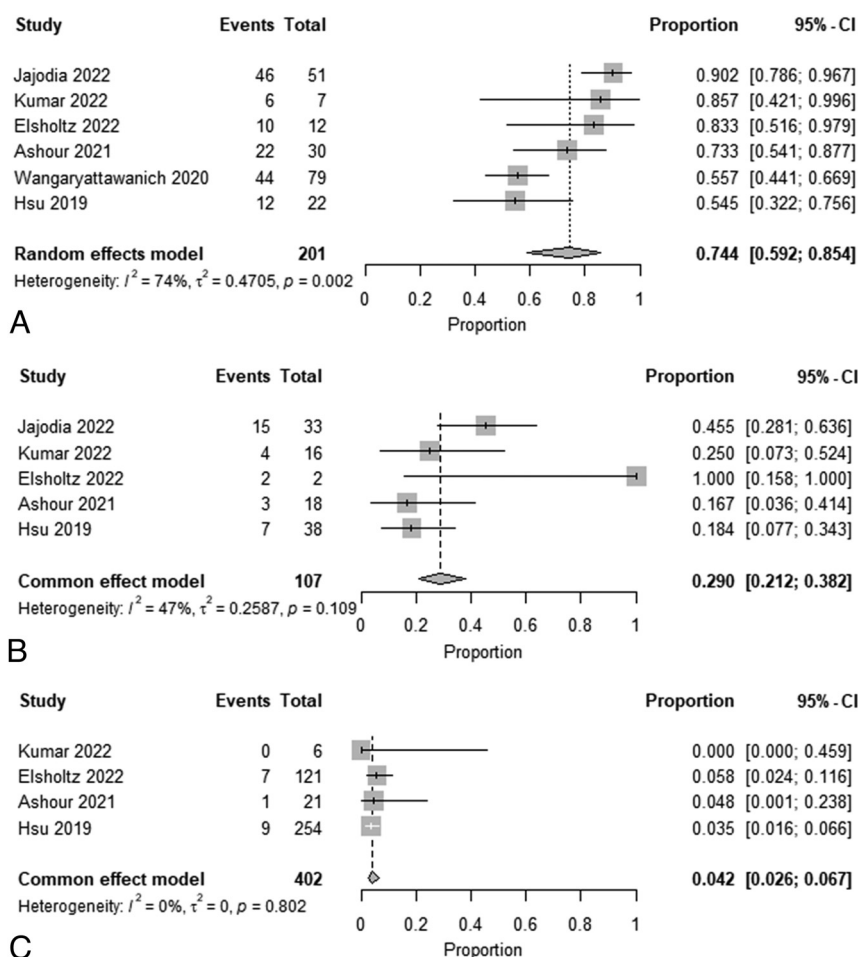 Study Events Total Proportion 95% - CI
Jajodia 2022 46 51 0.902 [0.786; 0.967]
Kumar 2022 6 7 0.857 [0.421; 0.996]
Elsholtz 2022 10 12 0.833 [0.516; 0.979]
Ashour 2021 22 30 0.733 [0.541; 0.877]
Wangaryattawanich 2020 44 79 0.557 [0.441; 0.669]
Hsu 2019 12 22 0.545 [0.322; 0.756]
Random effects model 201 0.744 [0.592; 0.854]
Heterogeneity: I² = 74%, τ² = 0.4705, p = 0.002
0 0.2 0.4 0.6 0.8 1
Proportion
A
Study Events Total Proportion 95% - CI
Jajodia 2022 15 33 0.455 [0.281; 0.636]
Kumar 2022 4 16 0.250 [0.073; 0.524]
Elsholtz 2022 2 2 1.000 [0.158; 1.000]
Ashour 2021 3 18 0.167 [0.036; 0.414]
Hsu 2019 7 38 0.184 [0.077; 0.343]
Common effect model 107 0.290 [0.212; 0.382]
Heterogeneity: I² = 47%, τ² = 0.2587, p = 0.109
0 0.2 0.4 0.6 0.8 1
Proportion
B
Study Events Total Proportion 95% - CI
Kumar 2022 0 6 0.000 [0.000; 0.459]
Elsholtz 2022 7 121 0.058 [0.024; 0.116]
Ashour 2021 1 21 0.048 [0.001; 0.238]
Hsu 2019 9 254 0.035 [0.016; 0.066]
Common effect model 402 0.042 [0.026; 0.067]
Heterogeneity: I² = 0%, τ² = 0, p = 0.802
0 0.2 0.4 0.6 0.8 1
Proportion
C